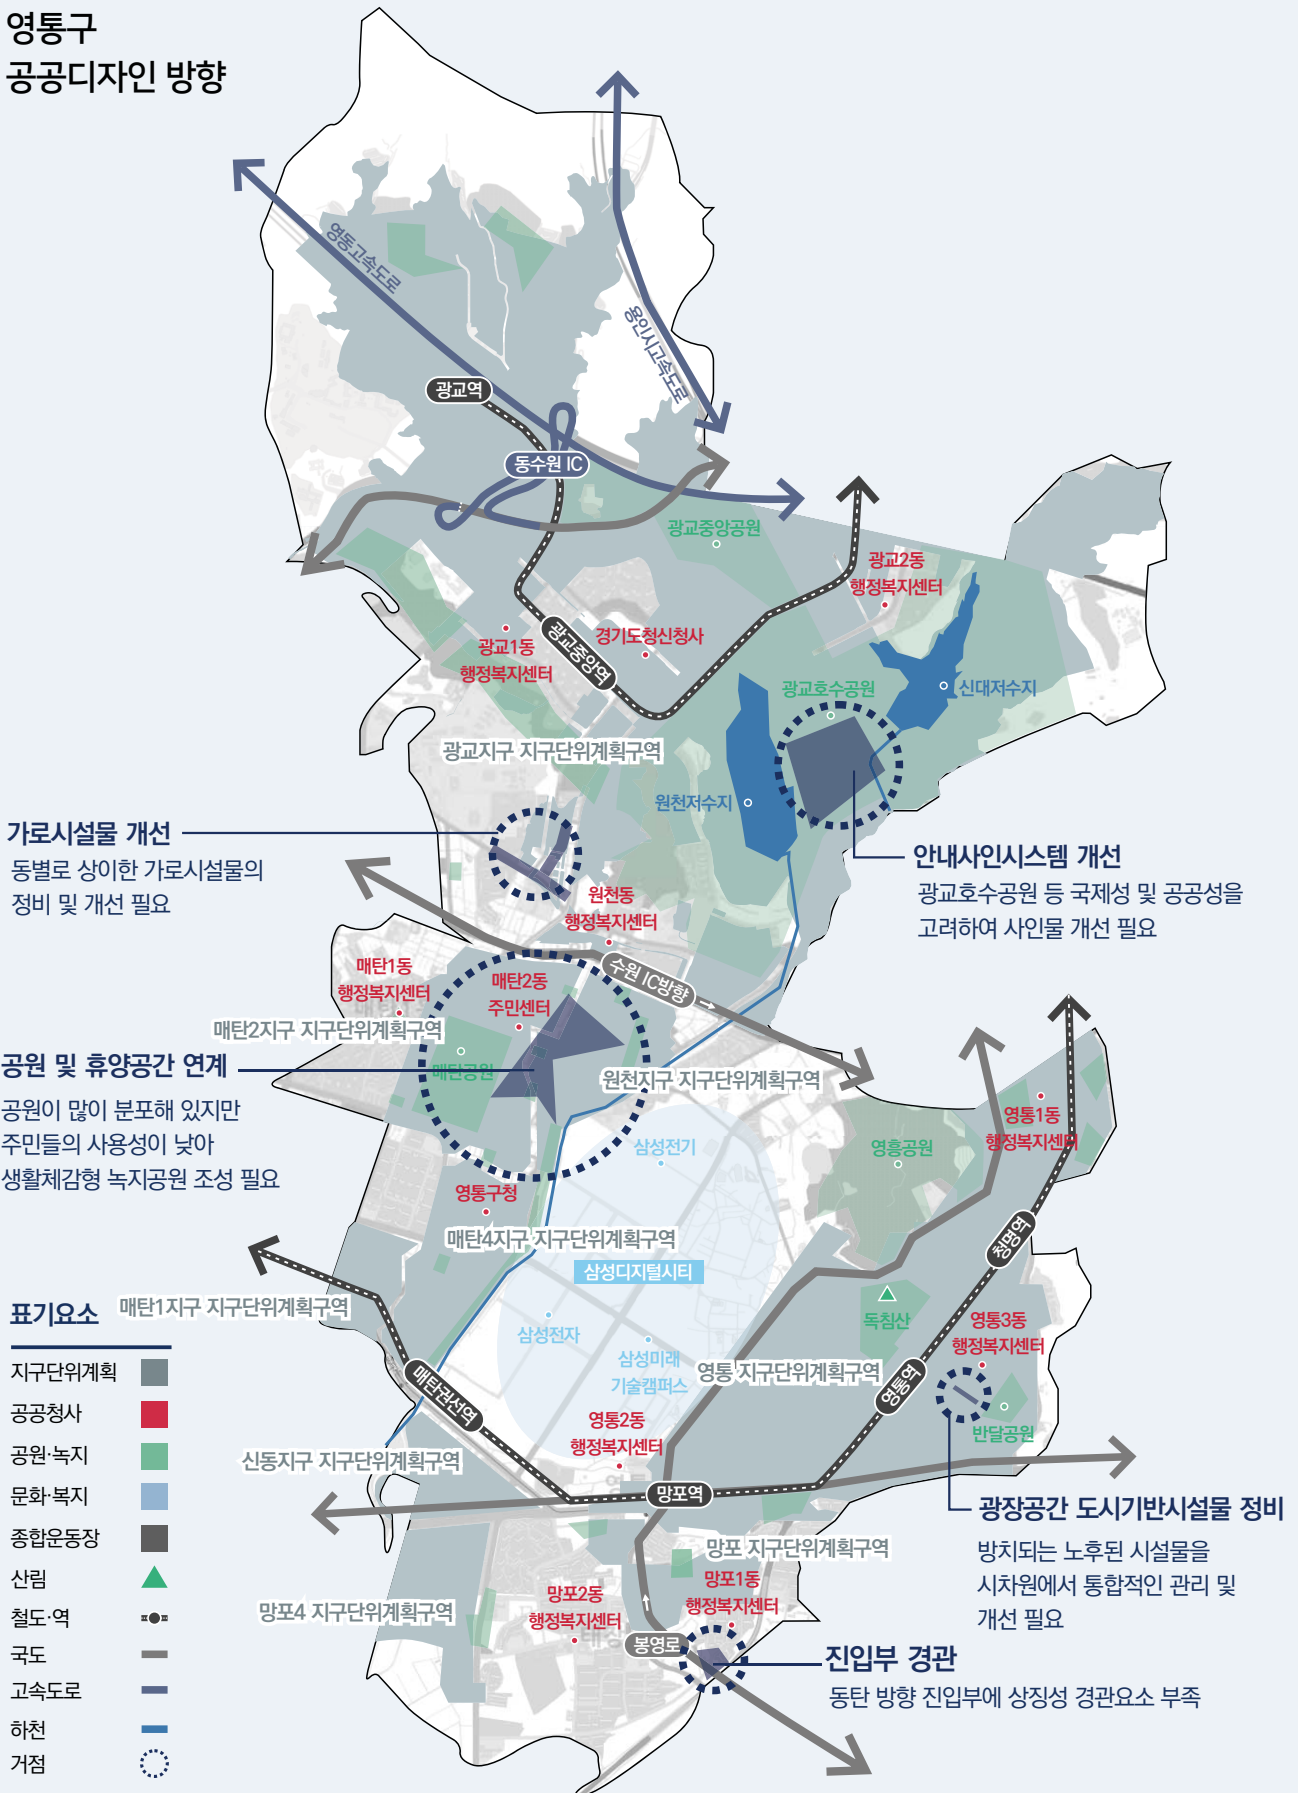 영통구
공공디자인 방향
영동고속도로
용인시고속도로
광교역
동수원 IC
광교중앙공원
광교2동
행정복지센터
광교1동
행정복지센터
광교중앙역
경기도청신청사
광교호수공원
신대저수지
광교지구 지구단위계획구역
원천저수지
가로시설물 개선
동별로 상이한 가로시설물의
정비 및 개선 필요
안내사인시스템 개선
광교호수공원 등 국제성 및 공공성을
고려하여 사인물 개선 필요
원천동
행정복지센터
수원 IC방향 →
매탄1동
행정복지센터
매탄2동
주민센터
매탄2지구 지구단위계획구역
공원 및 휴양공간 연계
공원이 많이 분포해 있지만
주민들의 사용성이 낮아
생활체감형 녹지공원 조성 필요
매탄공원
원천지구 지구단위계획구역
영통1동
행정복지센터
삼성전기
영흥공원
영통구청
매탄4지구 지구단위계획구역
삼성디지털시티
청명역
매탄1지구 지구단위계획구역
삼성전자
삼성미래
기술캠퍼스
독침산
영통3동
행정복지센터
영통 지구단위계획구역
영통역
매탄권선역
영통2동
행정복지센터
반달공원
신동지구 지구단위계획구역
망포역
광장공간 도시기반시설물 정비
방치되는 노후된 시설물을
시차원에서 통합적인 관리 및
개선 필요
망포 지구단위계획구역
망포2동
행정복지센터
망포1동
행정복지센터
망포4 지구단위계획구역
봉영로
진입부 경관
동탄 방향 진입부에 상징성 경관요소 부족
표기요소
지구단위계획
공공청사
공원·녹지
문화·복지
종합운동장
산림
철도·역
국도
고속도로
하천
거점